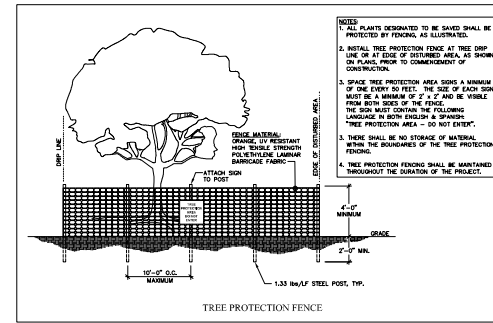 NOTES:
1. ALL PLANTS DESIGNATED TO BE SAVED SHALL BE
PROTECTED BY FENCING, AS ILLUSTRATED.
2. INSTALL TREE PROTECTION FENCE AT TREE DRIP
LINE OR AT EDGE OF DISTURBED AREA, AS SHOWN
ON PLANS, PRIOR TO COMMENCEMENT OF
CONSTRUCTION.
3. SPACE TREE PROTECTION AREA SIGNS A MINIMUM
OF ONE EVERY 50 FEET. THE SIZE OF EACH SIGN
MUST BE A MINIMUM OF 2' x 2' AND BE VISIBLE
FROM BOTH SIDES OF THE FENCE.
THE SIGN MUST CONTAIN THE FOLLOWING
LANGUAGE IN BOTH ENGLISH & SPANISH:
"TREE PROTECTION AREA – DO NOT ENTER".
3. THERE SHALL BE NO STORAGE OF MATERIAL
WITHIN THE BOUNDARIES OF THE TREE PROTECTION
FENCING.
4. TREE PROTECTION FENCING SHALL BE MAINTAINED
THROUGHOUT THE DURATION OF THE PROJECT.
DRIP LINE
FENCE MATERIAL:
ORANGE, UV RESISTANT
HIGH TENSILE STRENGTH
POLYETHYLENE LAMINAR
BARRICADE FABRIC
EDGE OF DISTURBED AREA
ATTACH SIGN
TO POST
TREE
PROTECTION
AREA
DO NOT
ENTER
4'-0"
MINIMUM
GRADE
2'-0" MIN.
10'-0" O.C.
MAXIMUM
1.33 lbs/LF STEEL POST, TYP.
TREE PROTECTION FENCE